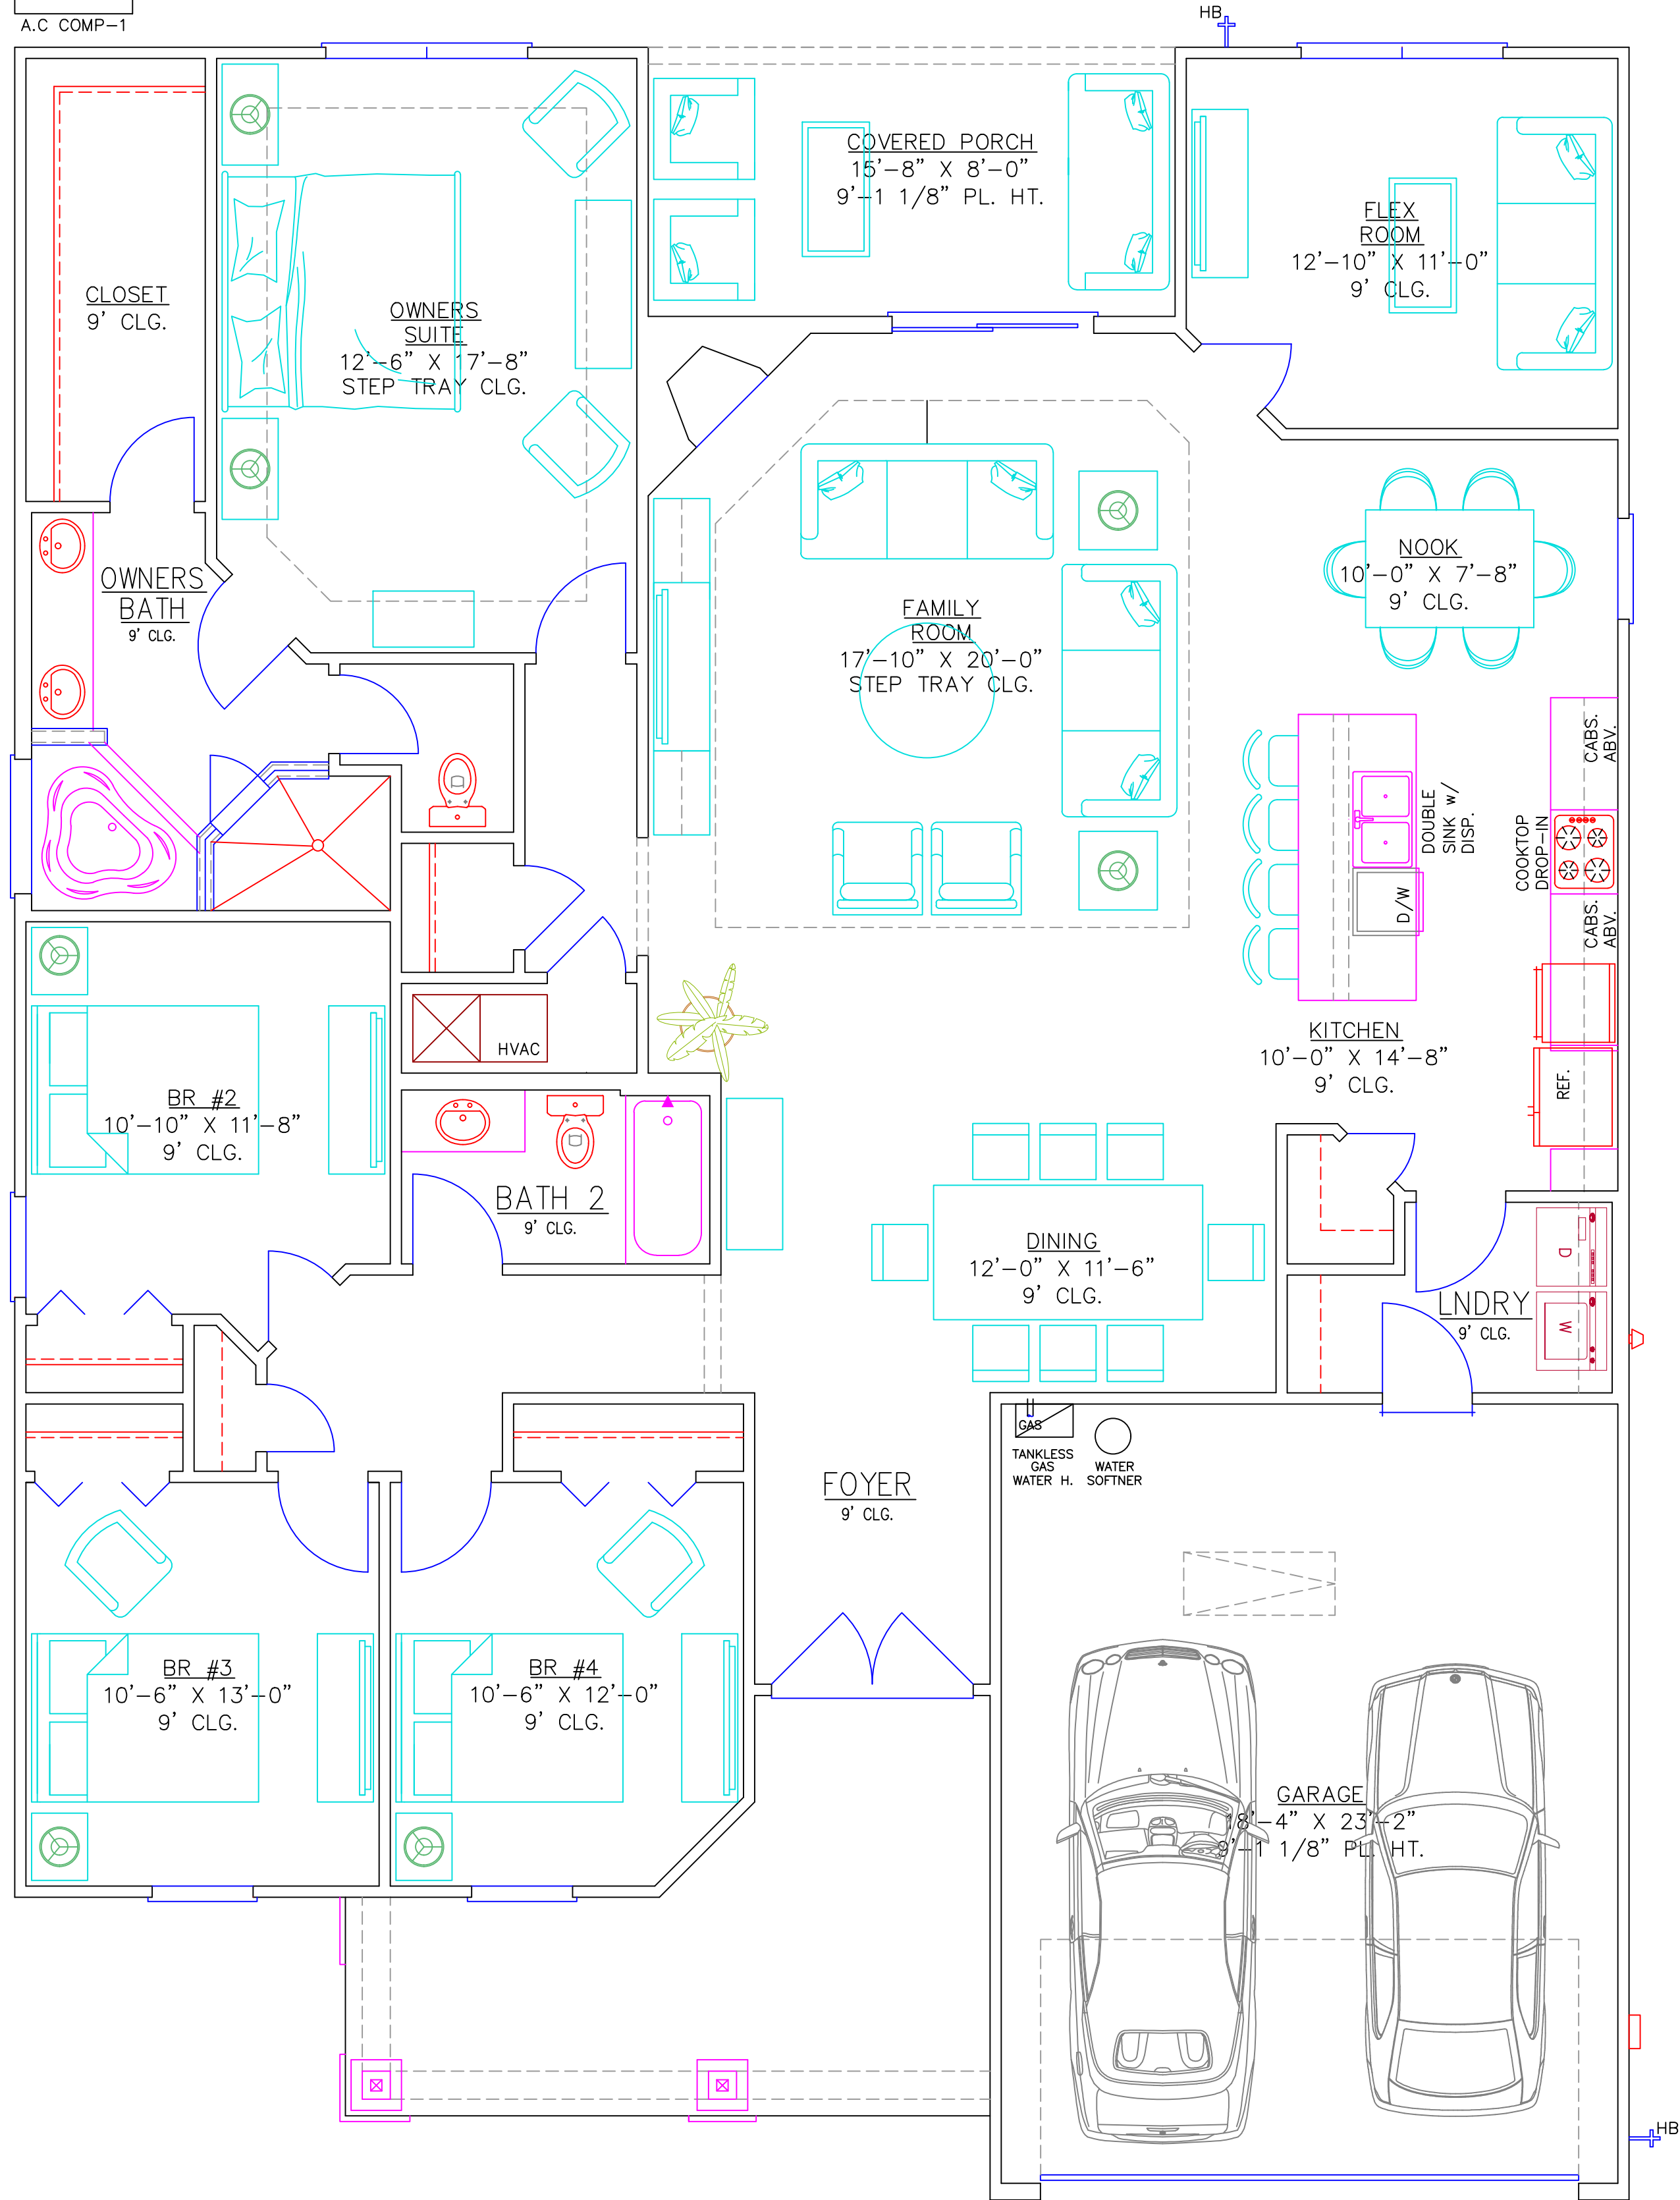 A.C COMP-1
HB
COVERED PORCH
15'-8" X 8'-0"
9'-1 1/8" PL. HT.
FLEX
ROOM
12'-10" X 11'-0"
9' CLG.
CLOSET
9' CLG.
OWNERS
SUITE
12'-6" X 17'-8"
STEP TRAY CLG.
OWNERS
BATH
9' CLG.
FAMILY
ROOM
17'-10" X 20'-0"
STEP TRAY CLG.
NOOK
10'-0" X 7'-8"
9' CLG.
CABS.
ABV.
DOUBLE
SINK w/
DISP.
COOKTOP
DROP-IN
D/W
CABS.
ABV.
KITCHEN
10'-0" X 14'-8"
9' CLG.
REF.
HVAC
BR #2
10'-10" X 11'-8"
9' CLG.
BATH 2
9' CLG.
DINING
12'-0" X 11'-6"
9' CLG.
D
LNDRY
9' CLG.
W
GAS
TANKLESS
GAS
WATER H.
WATER
SOFTNER
FOYER
9' CLG.
BR #3
10'-6" X 13'-0"
9' CLG.
BR #4
10'-6" X 12'-0"
9' CLG.
GARAGE
18'-4" X 23'-2"
9'-1 1/8" PL. HT.
HB